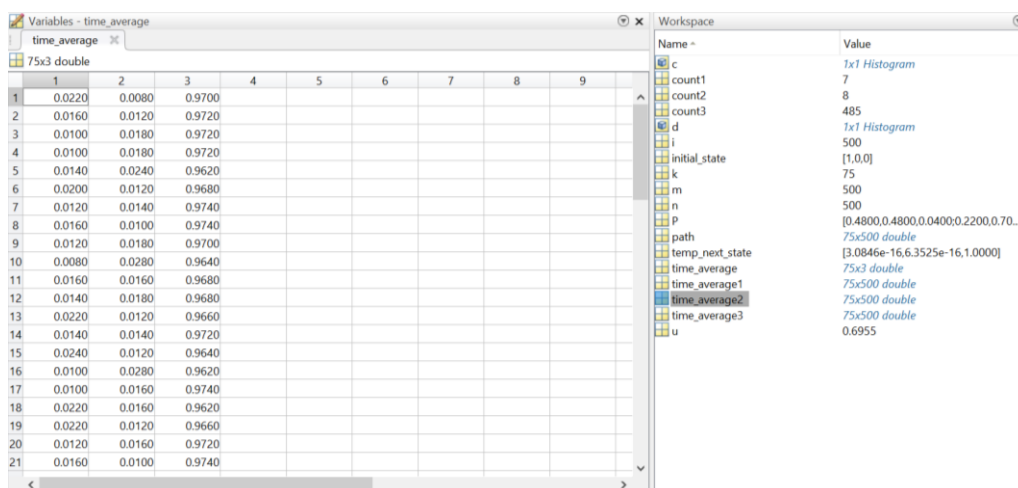 Variables - time_average
time_average
75x3 double
1 2 3 4 5 6 7 8 9
1 0.0220 0.0080 0.9700
2 0.0160 0.0120 0.9720
3 0.0100 0.0180 0.9720
4 0.0100 0.0180 0.9720
5 0.0140 0.0240 0.9620
6 0.0200 0.0120 0.9680
7 0.0120 0.0140 0.9740
8 0.0160 0.0100 0.9740
9 0.0120 0.0180 0.9700
10 0.0080 0.0280 0.9640
11 0.0160 0.0160 0.9680
12 0.0140 0.0180 0.9680
13 0.0220 0.0120 0.9660
14 0.0140 0.0140 0.9720
15 0.0240 0.0120 0.9640
16 0.0100 0.0280 0.9620
17 0.0100 0.0160 0.9740
18 0.0220 0.0160 0.9620
19 0.0220 0.0120 0.9660
20 0.0120 0.0160 0.9720
21 0.0160 0.0100 0.9740
Workspace
Name Value
c 1x1 Histogram
count1 7
count2 8
count3 485
d 1x1 Histogram
i 500
initial_state [1,0,0]
k 75
m 500
n 500
P [0.4800,0.4800,0.0400;0.2200,0.70...
path 75x500 double
temp_next_state [3.0846e-16,6.3525e-16,1.0000]
time_average 75x3 double
time_average1 75x500 double
time_average2 75x500 double
time_average3 75x500 double
u 0.6955